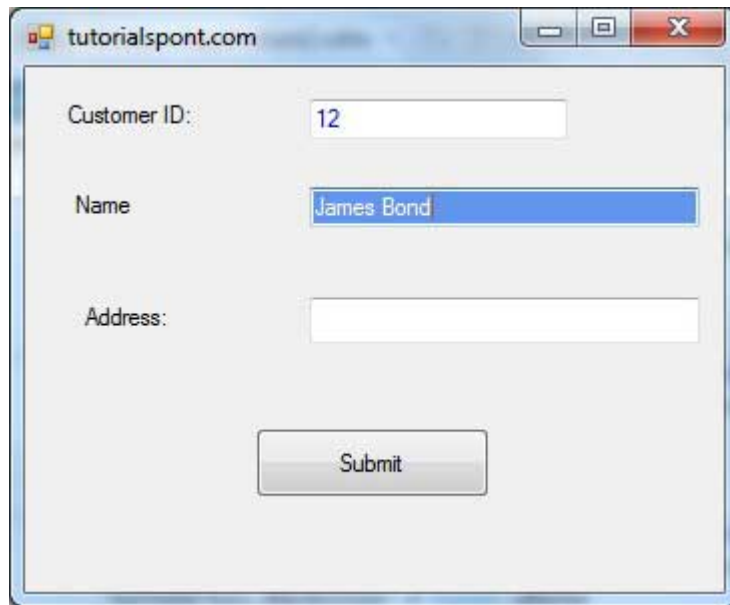 tutorialspont.com
Customer ID: 12
Name James Bond
Address:
Submit